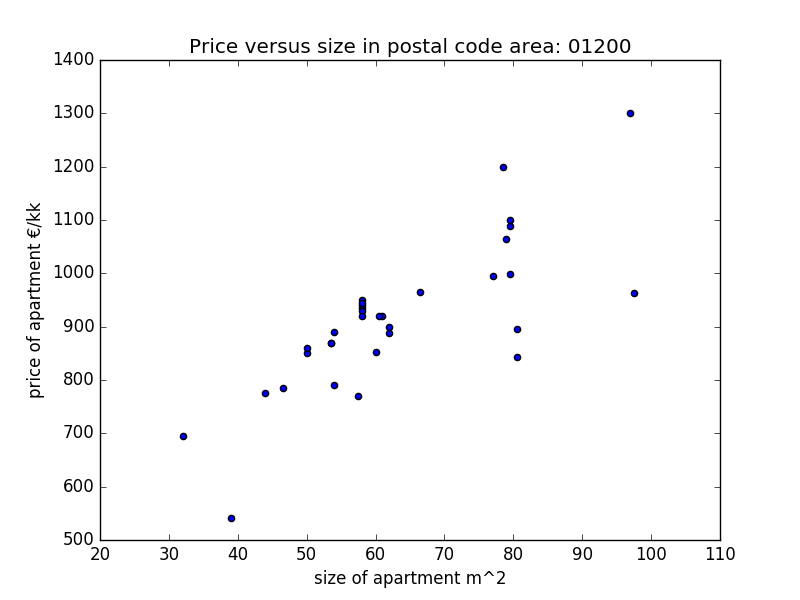 Price versus size in postal code area: 01200
1400
1300
1200
1100
1000
900
800
700
600
500
price of apartment €/kk
20 30 40 50 60 70 80 90 100 110
size of apartment m^2